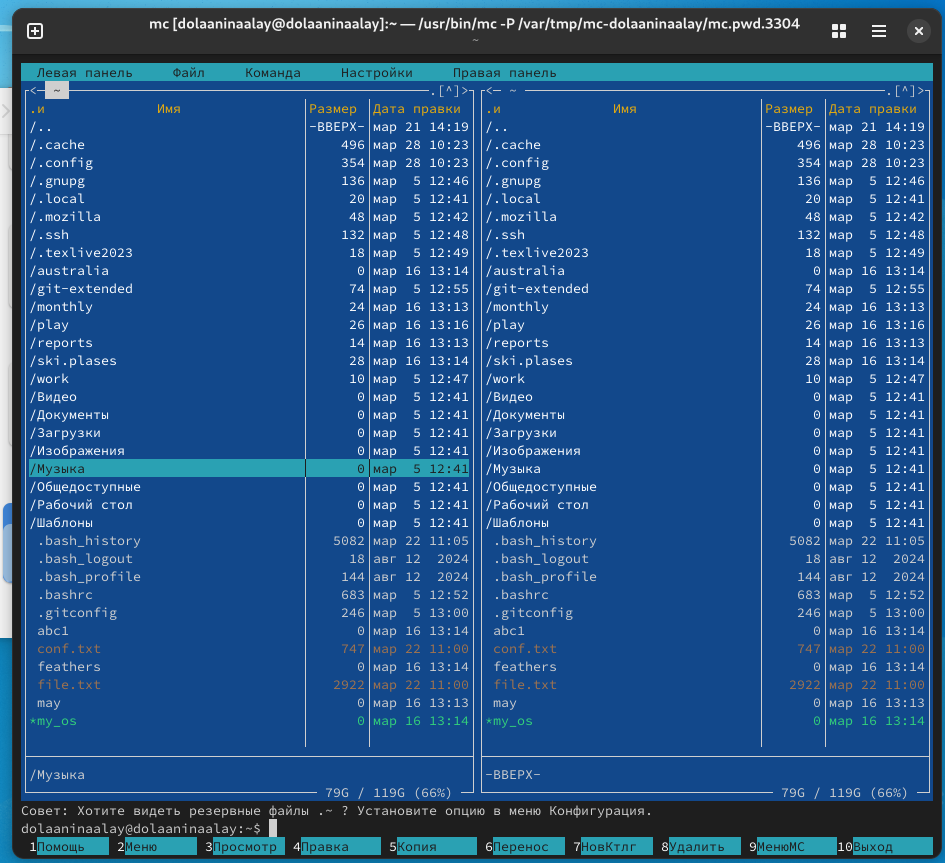 mc [dolaaninaalay@dolaaninaalay]:~ — /usr/bin/mc -P /var/tmp/mc-dolaaninaalay/mc.pwd.3304
~
Левая панель Файл Команда Настройки Правая панель
<— ~ .[^]> <— ~ .[^]>
.и Имя Размер Дата правки .и Имя Размер Дата правки
/.. -ВВЕРХ- мар 21 14:19 /.. -ВВЕРХ- мар 21 14:19
/.cache 496 мар 28 10:23 /.cache 496 мар 28 10:23
/.config 354 мар 28 10:23 /.config 354 мар 28 10:23
/.gnupg 136 мар 5 12:46 /.gnupg 136 мар 5 12:46
/.local 20 мар 5 12:41 /.local 20 мар 5 12:41
/.mozilla 48 мар 5 12:42 /.mozilla 48 мар 5 12:42
/.ssh 132 мар 5 12:48 /.ssh 132 мар 5 12:48
/.texlive2023 18 мар 5 12:49 /.texlive2023 18 мар 5 12:49
/australia 0 мар 16 13:14 /australia 0 мар 16 13:14
/git-extended 74 мар 5 12:55 /git-extended 74 мар 5 12:55
/monthly 24 мар 16 13:13 /monthly 24 мар 16 13:13
/play 26 мар 16 13:16 /play 26 мар 16 13:16
/reports 14 мар 16 13:13 /reports 14 мар 16 13:13
/ski.plases 28 мар 16 13:14 /ski.plases 28 мар 16 13:14
/work 10 мар 5 12:47 /work 10 мар 5 12:47
/Видео 0 мар 5 12:41 /Видео 0 мар 5 12:41
/Документы 0 мар 5 12:41 /Документы 0 мар 5 12:41
/Загрузки 0 мар 5 12:41 /Загрузки 0 мар 5 12:41
/Изображения 0 мар 5 12:41 /Изображения 0 мар 5 12:41
/Музыка 0 мар 5 12:41 /Музыка 0 мар 5 12:41
/Общедоступные 0 мар 5 12:41 /Общедоступные 0 мар 5 12:41
/Рабочий стол 0 мар 5 12:41 /Рабочий стол 0 мар 5 12:41
/Шаблоны 0 мар 5 12:41 /Шаблоны 0 мар 5 12:41
.bash_history 5082 мар 22 11:05 .bash_history 5082 мар 22 11:05
.bash_logout 18 авг 12 2024 .bash_logout 18 авг 12 2024
.bash_profile 144 авг 12 2024 .bash_profile 144 авг 12 2024
.bashrc 683 мар 5 12:52 .bashrc 683 мар 5 12:52
.gitconfig 246 мар 5 13:00 .gitconfig 246 мар 5 13:00
abc1 0 мар 16 13:14 abc1 0 мар 16 13:14
conf.txt 747 мар 22 11:00 conf.txt 747 мар 22 11:00
feathers 0 мар 16 13:14 feathers 0 мар 16 13:14
file.txt 2922 мар 22 11:00 file.txt 2922 мар 22 11:00
may 0 мар 16 13:13 may 0 мар 16 13:13
*my_os 0 мар 16 13:14 *my_os 0 мар 16 13:14
/Музыка -ВВЕРХ-
79G / 119G (66%) 79G / 119G (66%)
Совет: Хотите видеть резервные файлы .~ ? Установите опцию в меню Конфигурация.
dolaaninaalay@dolaaninaalay:~$
1Помощь 2Меню 3Просмотр 4Правка 5Копия 6Перенос 7НовКтлг 8Удалить 9МенюMC 10Выход